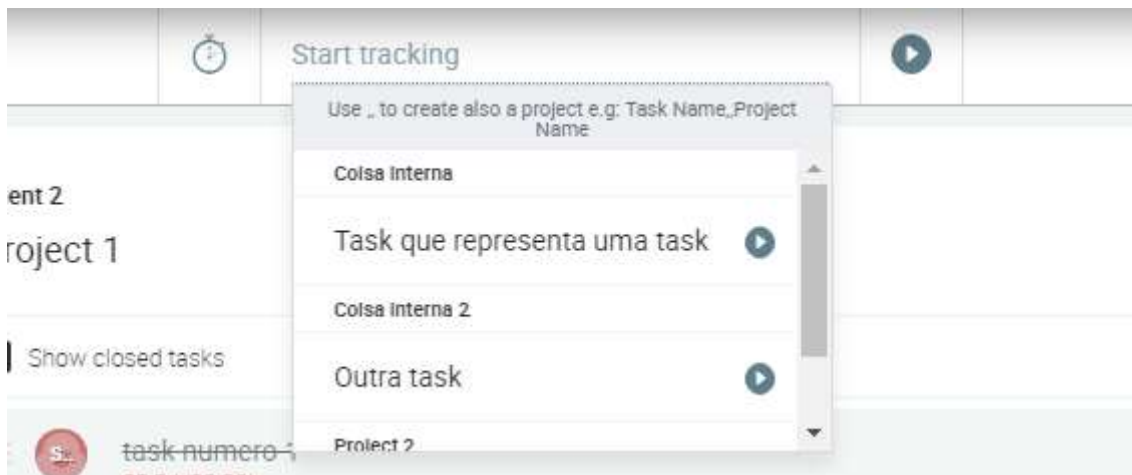 Start tracking
Use ,, to create also a project e.g: Task Name,,Project
Name
Coisa Interna
ent 2
Task que representa uma task
roject 1
Coisa Interna 2
Show closed tasks
Outra task
S...
task numero 1
Project 2